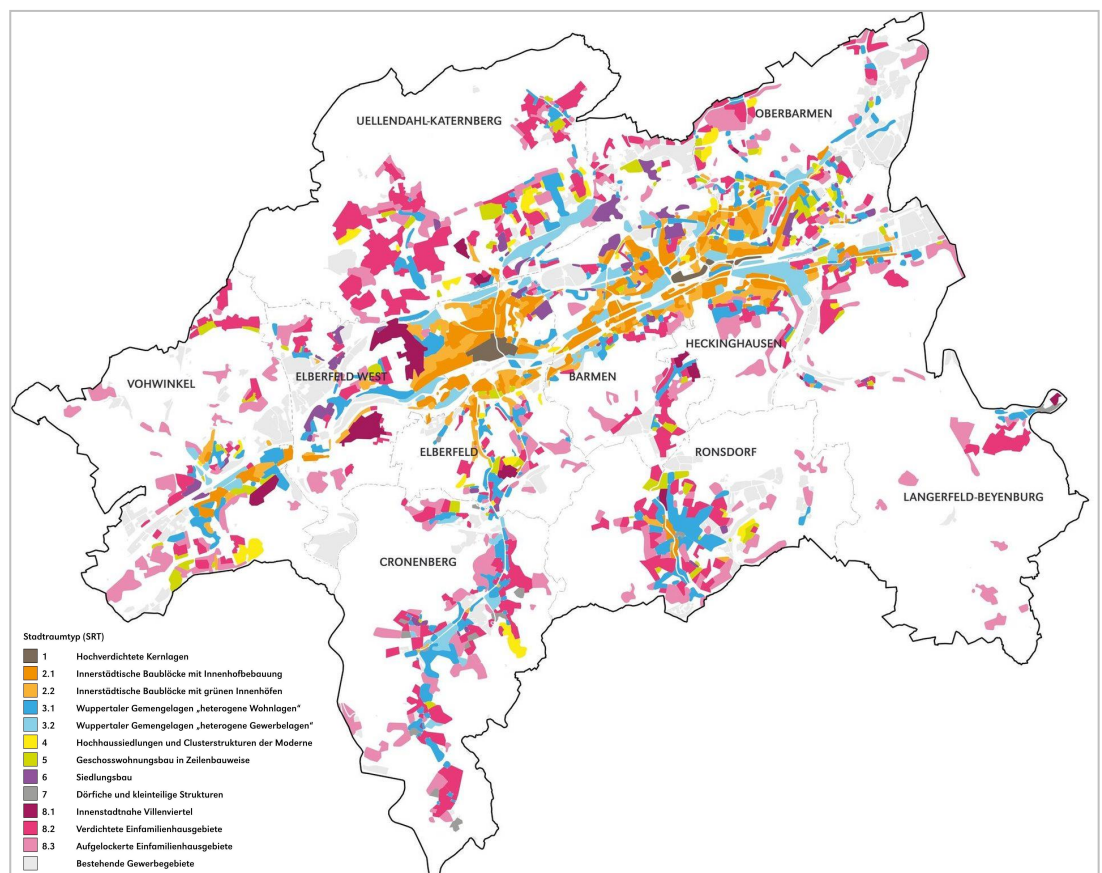 UELLENDAHL-KATERNBERG
OBERBARMEN
HECKINGHAUSEN
VOHWINKEL
ELBERFELD WEST
BARMEN
ELBERFELD
RONSDORF
LANGERFELD-BEYENBURG
CRONENBERG
Stadtraumtyp (SRT)
1 Hochverdichtete Kernlagen
2.1 Innerstädtische Baublöcke mit Innenhofbebauung
2.2 Innerstädtische Baublöcke mit grünen Innenhöfen
3.1 Wuppertaler Gemengelagen „heterogene Wohnlagen“
3.2 Wuppertaler Gemengelagen „heterogene Gewerbelagen“
4 Hochhaussiedlungen und Clusterstrukturen der Moderne
5 Geschosswohnungsbau in Zeilenbauweise
6 Siedlungsbau
7 Dörfiche und kleinteilige Strukturen
8.1 Innenstadtnahe Villenviertel
8.2 Verdichtete Einfamilienhausgebiete
8.3 Aufgelockerte Einfamilienhausgebiete
Bestehende Gewerbegebiete